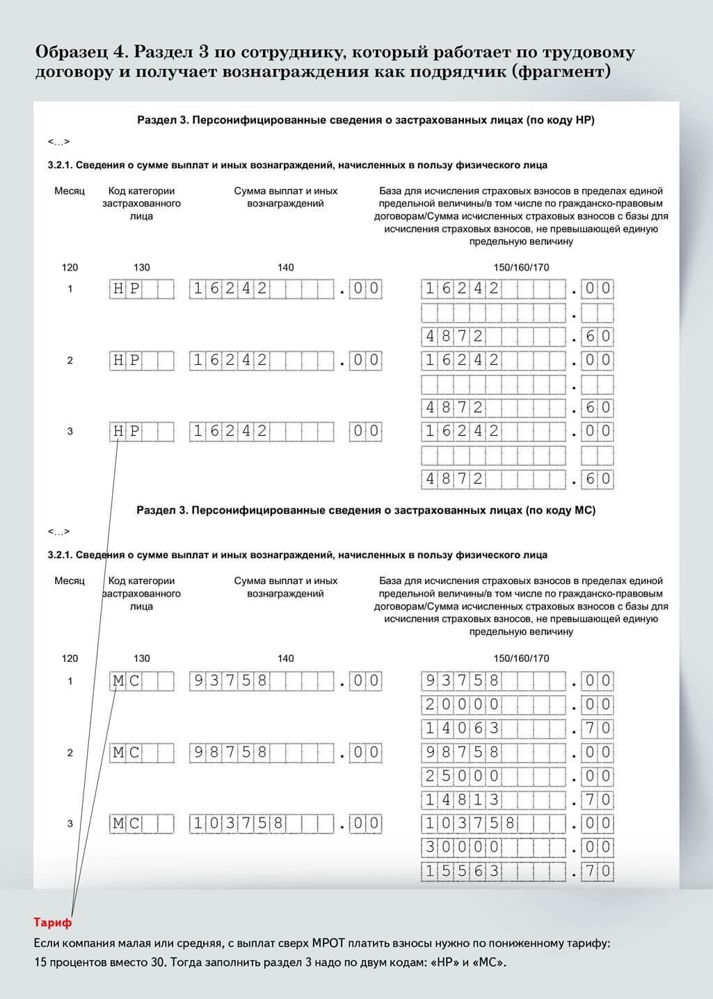 Образец 4. Раздел 3 по сотруднику, который работает по трудовому
договору и получает вознаграждения как подрядчик (фрагмент)
Раздел 3. Персонифицированные сведения о застрахованных лицах (по коду НР)
<...>
3.2.1. Сведения о сумме выплат и иных вознаграждений, начисленных в пользу физического лица
Месяц Код категории Сумма выплат и иных База для исчисления страховых взносов в пределах единой
застрахованного вознаграждений предельной величины/в том числе по гражданско-правовым
лица договорам/Сумма исчисленных страховых взносов с базы для
исчисления страховых взносов, не превышающей единую
предельную величину
120 130 140 150/160/170
1 НР 16242.00 16242.00
.
4872.60
2 НР 16242.00 16242.00
.
4872.60
3 НР 16242 00 16242.00
4872.60
Раздел 3. Персонифицированные сведения о застрахованных лицах (по коду МС)
<...>
3.2.1. Сведения о сумме выплат и иных вознаграждений, начисленных в пользу физического лица
Месяц Код категории Сумма выплат и иных База для исчисления страховых взносов в пределах единой
застрахованного вознаграждений предельной величины/в том числе по гражданско-правовым
лица договорам/Сумма исчисленных страховых взносов с базы для
исчисления страховых взносов, не превышающей единую
предельную величину
120 130 140 150/160/170
1 МС 93758.00 93758.00
20000.00
14063.70
2 МС 98758.00 98758.00
25000.00
14813.70
3 МС 103758.00 103758.00
30000.00
15563.70
Тариф
Если компания малая или средняя, с выплат сверх МРОТ платить взносы нужно по пониженному тарифу:
15 процентов вместо 30. Тогда заполнить раздел 3 надо по двум кодам: «НР» и «МС».